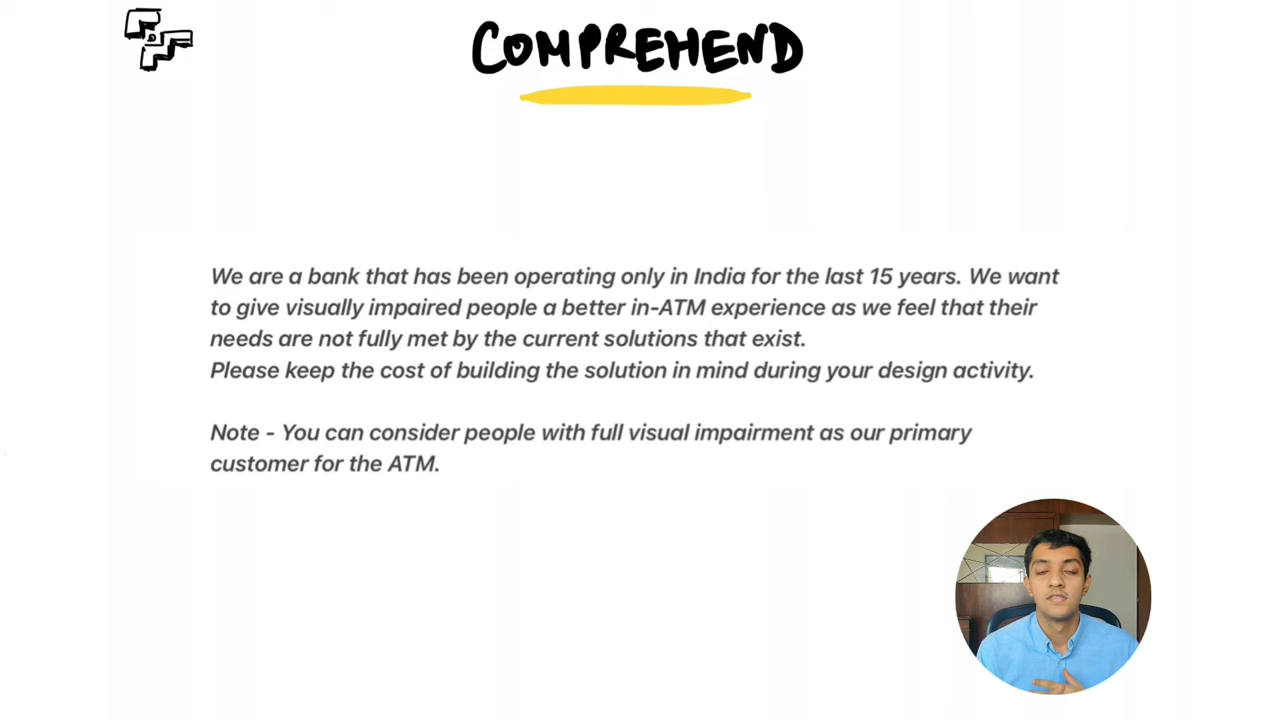 COMPREHEND
We are a bank that has been operating only in India for the last 15 years. We want
to give visually impaired people a better in-ATM experience as we feel that their
needs are not fully met by the current solutions that exist.
Please keep the cost of building the solution in mind during your design activity.
Note - You can consider people with full visual impairment as our primary
customer for the ATM.